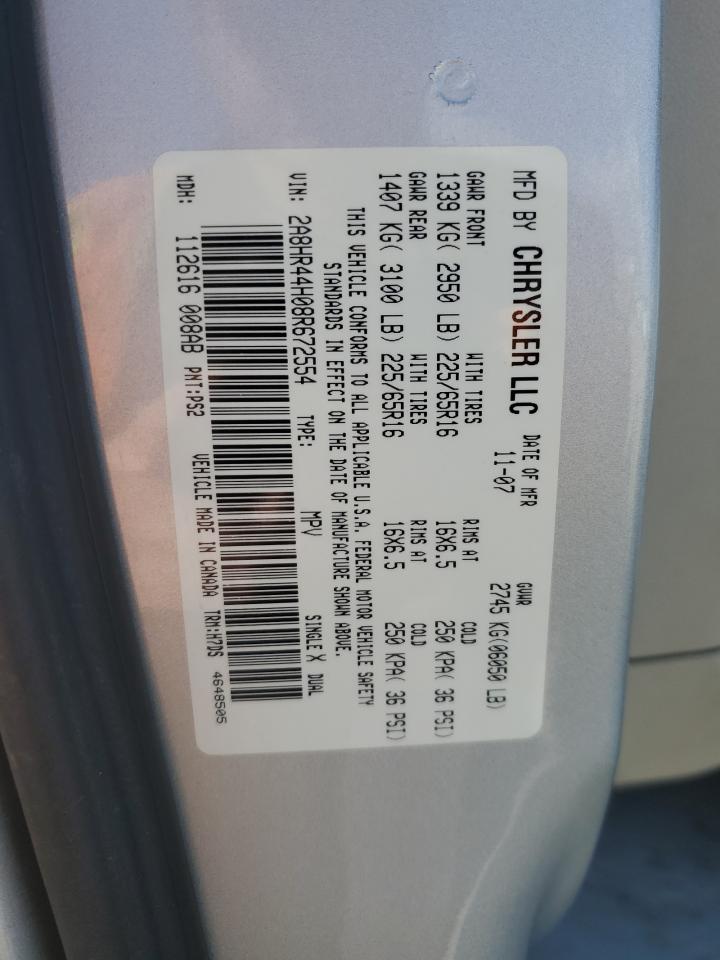 MFD BY CHRYSLER LLC DATE OF MFR GVWR
11-07 2745 KG(06050 LB)
GAWR FRONT WITH TIRES RIMS AT COLD
1339 KG( 2950 LB) 225/65R16 16X6.5 250 KPA( 36 PSI)
GAWR REAR WITH TIRES RIMS AT COLD
1407 KG( 3100 LB) 225/65R16 16X6.5 250 KPA( 36 PSI)
THIS VEHICLE CONFORMS TO ALL APPLICABLE U.S.A. FEDERAL MOTOR VEHICLE SAFETY
STANDARDS IN EFFECT ON THE DATE OF MANUFACTURE SHOWN ABOVE.
VIN: 2A8HR44H08R672554 TYPE: MPV SINGLE X DUAL
MDH: 112616 008AB PNT:PS2 VEHICLE MADE IN CANADA TRM:H7DS 4648505